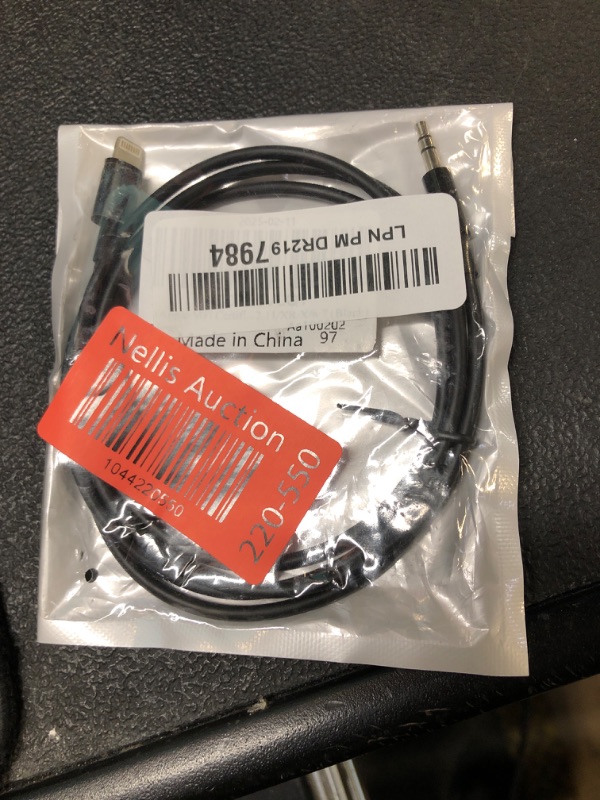 LPN PM DR2197984
Made in China
97
Nellis Auction
1044220550
220-550